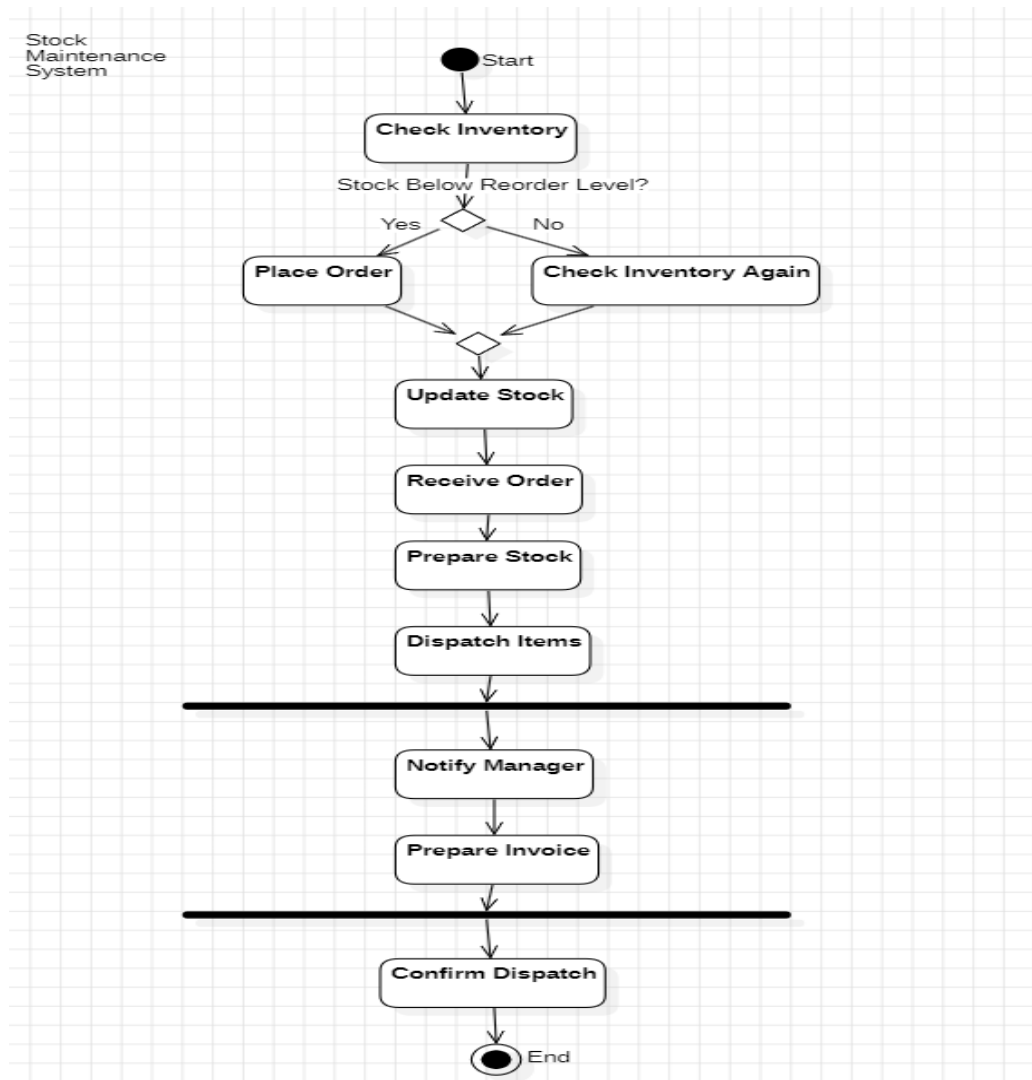 Stock
Maintenance
System
Start
Check Inventory
Stock Below Reorder Level?
Yes
No
Place Order
Check Inventory Again
Update Stock
Receive Order
Prepare Stock
Dispatch Items
Notify Manager
Prepare Invoice
Confirm Dispatch
End